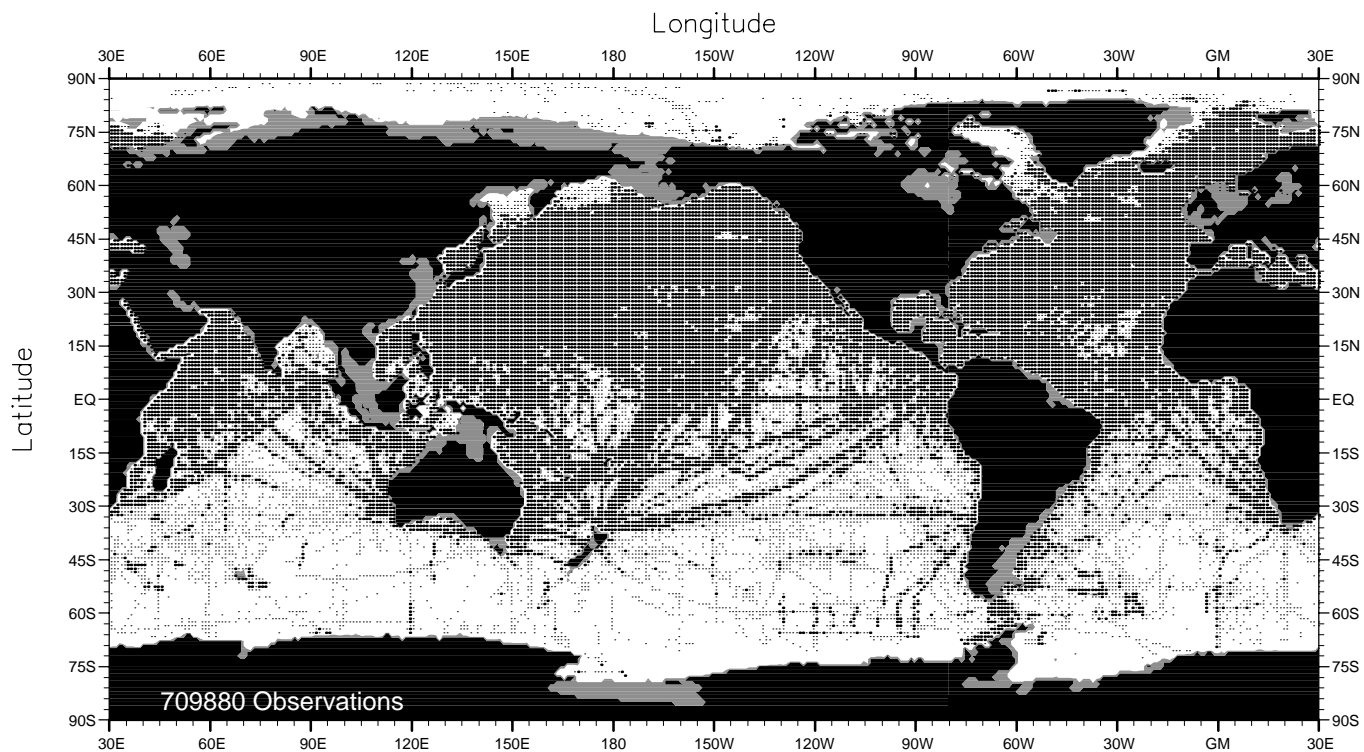 Longitude
30E 60E 90E 120E 150E 180 150W 120W 90W 60W 30W GM 30E
90N 90N
75N 75N
60N 60N
45N 45N
30N 30N
15N 15N
Latitude
EQ EQ
15S 15S
30S 30S
45S 45S
60S 60S
75S 75S
709880 Observations
90S 90S
30E 60E 90E 120E 150E 180 150W 120W 90W 60W 30W GM 30E